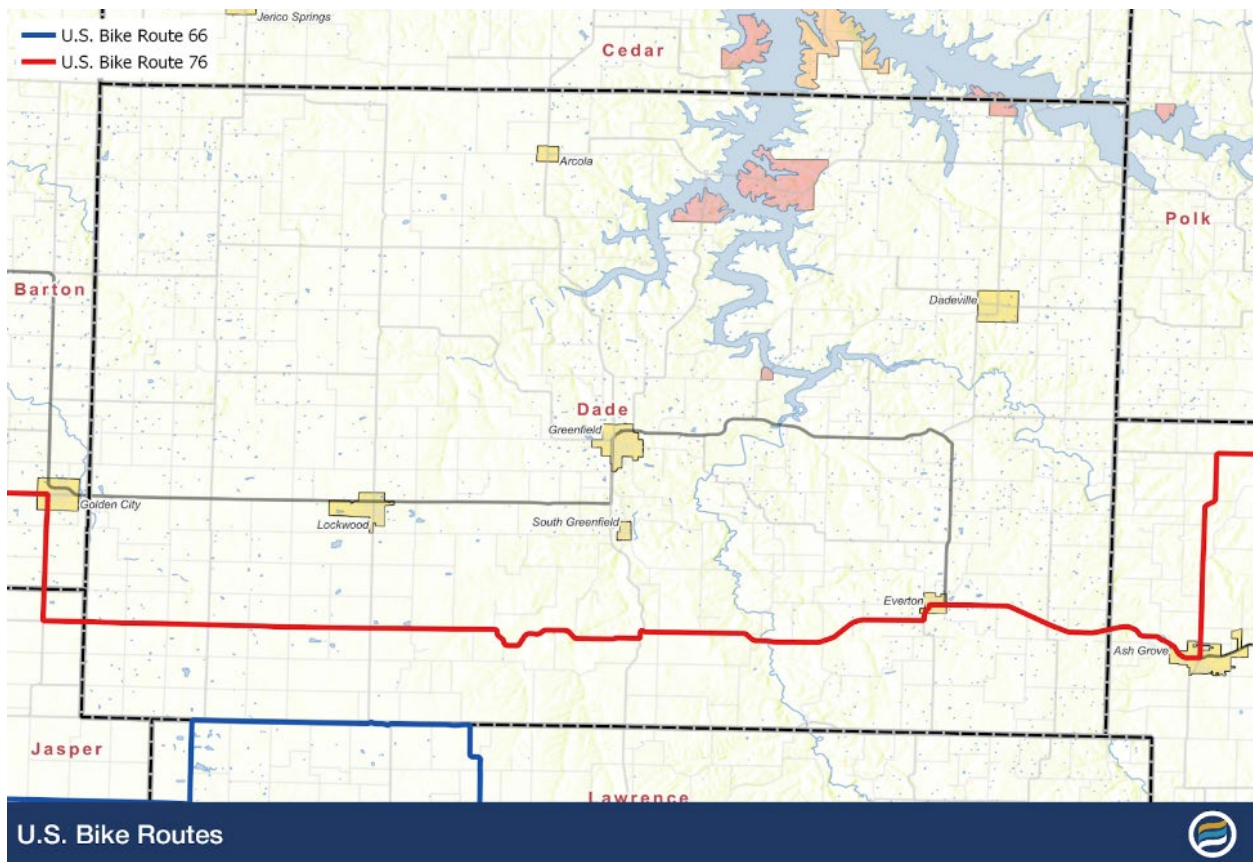 Jerico Springs
U.S. Bike Route 66
U.S. Bike Route 76
Cedar
Arcola
Polk
Barton
Dadeville
Dade
Greenfield
Golden City
Lockwood
South Greenfield
Everton
Ash Grove
Jasper
Lawrence
U.S. Bike Routes